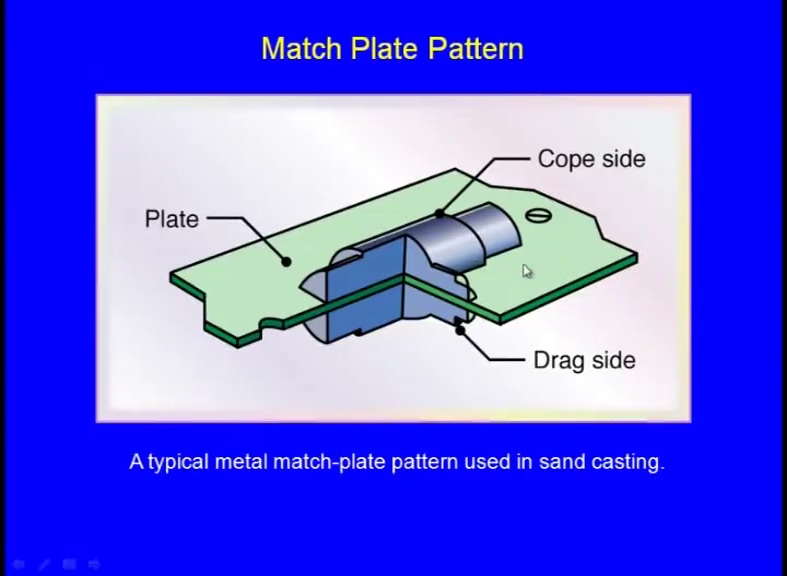 Match Plate Pattern
Cope side
Plate
Drag side
A typical metal match-plate pattern used in sand casting.